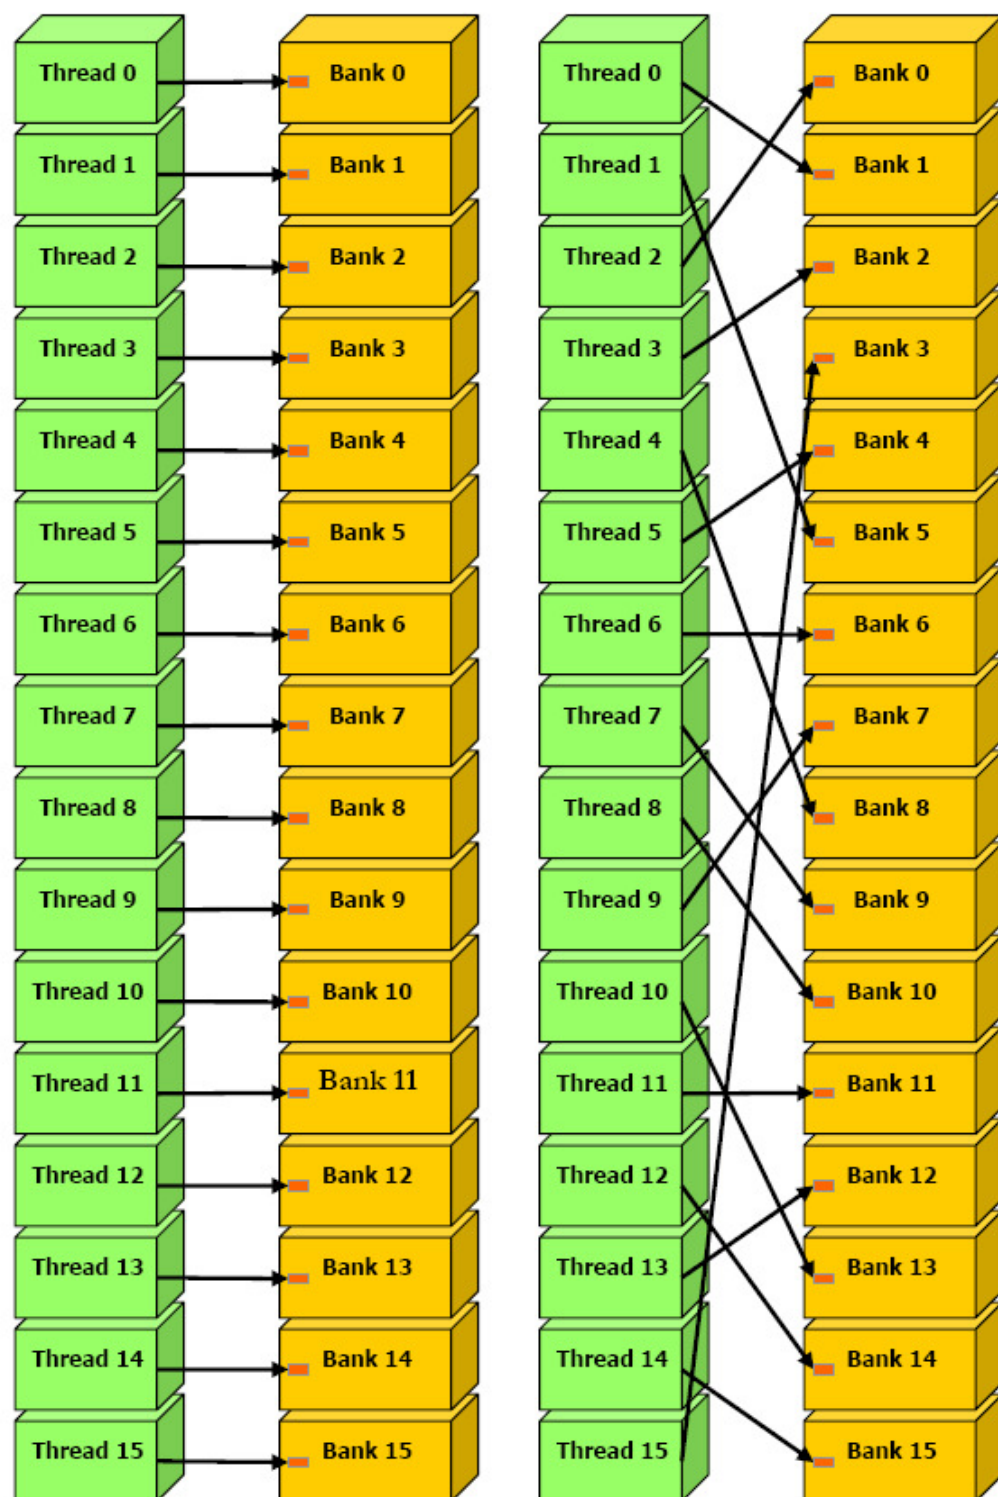 Thread 0 Bank 0 Thread 0 Bank 0
Thread 1 Bank 1 Thread 1 Bank 1
Thread 2 Bank 2 Thread 2 Bank 2
Thread 3 Bank 3 Thread 3 Bank 3
Thread 4 Bank 4 Thread 4 Bank 4
Thread 5 Bank 5 Thread 5 Bank 5
Thread 6 Bank 6 Thread 6 Bank 6
Thread 7 Bank 7 Thread 7 Bank 7
Thread 8 Bank 8 Thread 8 Bank 8
Thread 9 Bank 9 Thread 9 Bank 9
Thread 10 Bank 10 Thread 10 Bank 10
Thread 11 Bank 11 Thread 11 Bank 11
Thread 12 Bank 12 Thread 12 Bank 12
Thread 13 Bank 13 Thread 13 Bank 13
Thread 14 Bank 14 Thread 14 Bank 14
Thread 15 Bank 15 Thread 15 Bank 15